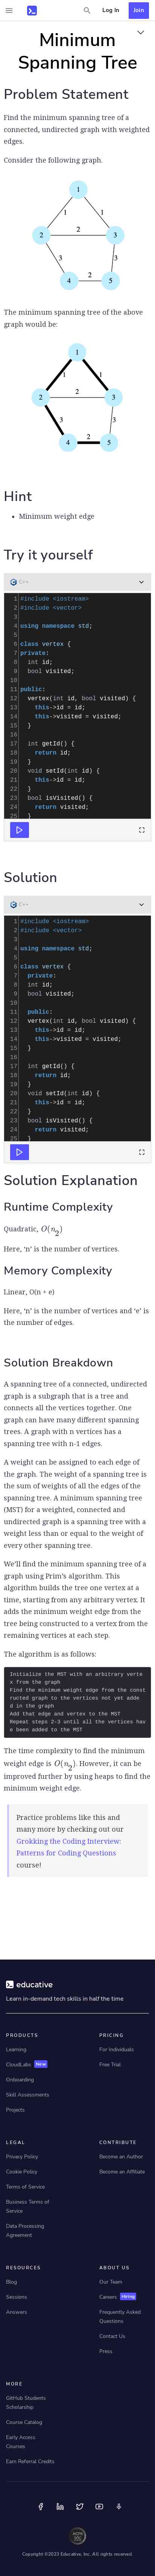 Log In
Join
Minimum
Spanning Tree
Problem Statement
Find the minimum spanning tree of a
connected, undirected graph with weighted
edges.
Consider the following graph.
1
1
1
2
2
3
3
3
4
2
5
The minimum spanning tree of the above
graph would be:
1
1
1
2
2
3
3
3
4
2
5
Hint
• Minimum weight edge
Try it yourself
C++
1 #include <iostream>
2 #include <vector>
3
4 using namespace std;
5
6 class vertex {
7 private:
8 int id;
9 bool visited;
10
11 public:
12 vertex(int id, bool visited) {
13 this->id = id;
14 this->visited = visited;
15 }
16
17 int getId() {
18 return id;
19 }
20 void setId(int id) {
21 this->id = id;
22 }
23 bool isVisited() {
24 return visited;
25 }
Solution
C++
1 #include <iostream>
2 #include <vector>
3
4 using namespace std;
5
6 class vertex {
7 private:
8 int id;
9 bool visited;
10
11 public:
12 vertex(int id, bool visited) {
13 this->id = id;
14 this->visited = visited;
15 }
16
17 int getId() {
18 return id;
19 }
20 void setId(int id) {
21 this->id = id;
22 }
23 bool isVisited() {
24 return visited;
25 }
Solution Explanation
Runtime Complexity
Quadratic, O(n2)
Here, ‘n’ is the number of vertices.
Memory Complexity
Linear, O(n + e)
Here, ‘n’ is the number of vertices and ‘e’ is
the number of edges.
Solution Breakdown
A spanning tree of a connected, undirected
graph is a subgraph that is a tree and
connects all the vertices together. One
graph can have many different spanning
trees. A graph with n vertices has a
spanning tree with n-1 edges.
A weight can be assigned to each edge of
the graph. The weight of a spanning tree is
the sum of weights of all the edges of the
spanning tree. A minimum spanning tree
(MST) for a weighted, connected and
undirected graph is a spanning tree with a
weight less than or equal to the weight of
every other spanning tree.
We’ll find the minimum spanning tree of a
graph using Prim’s algorithm. This
algorithm builds the tree one vertex at a
time, starting from any arbitrary vertex. It
adds the minimum weight edge from the
tree being constructed to a vertex from the
remaining vertices at each step.
The algorithm is as follows:
Initialize the MST with an arbitrary verte
x from the graph
Find the minimum weight edge from the const
ructed graph to the vertices not yet adde
d in the graph
Add that edge and vertex to the MST
Repeat steps 2-3 until all the vertices hav
e been added to the MST
The time complexity to find the minimum
weight edge is O(n2). However, it can be
improved further by using heaps to find the
minimum weight edge.
Practice problems like this and
many more by checking out our
Grokking the Coding Interview:
Patterns for Coding Questions
course!
educative
Learn in-demand tech skills in half the time
PRODUCTS
Learning
CloudLabs New
Onboarding
Skill Assessments
Projects
PRICING
For Individuals
Free Trial
LEGAL
Privacy Policy
Cookie Policy
Terms of Service
Business Terms of
Service
Data Processing
Agreement
CONTRIBUTE
Become an Author
Become an Affiliate
RESOURCES
Blog
Sessions
Answers
ABOUT US
Our Team
Careers Hiring
Frequently Asked
Questions
Contact Us
Press
MORE
GitHub Students
Scholarship
Course Catalog
Early Access
Courses
Earn Referral Credits
Copyright ©2023 Educative, Inc. All rights reserved.